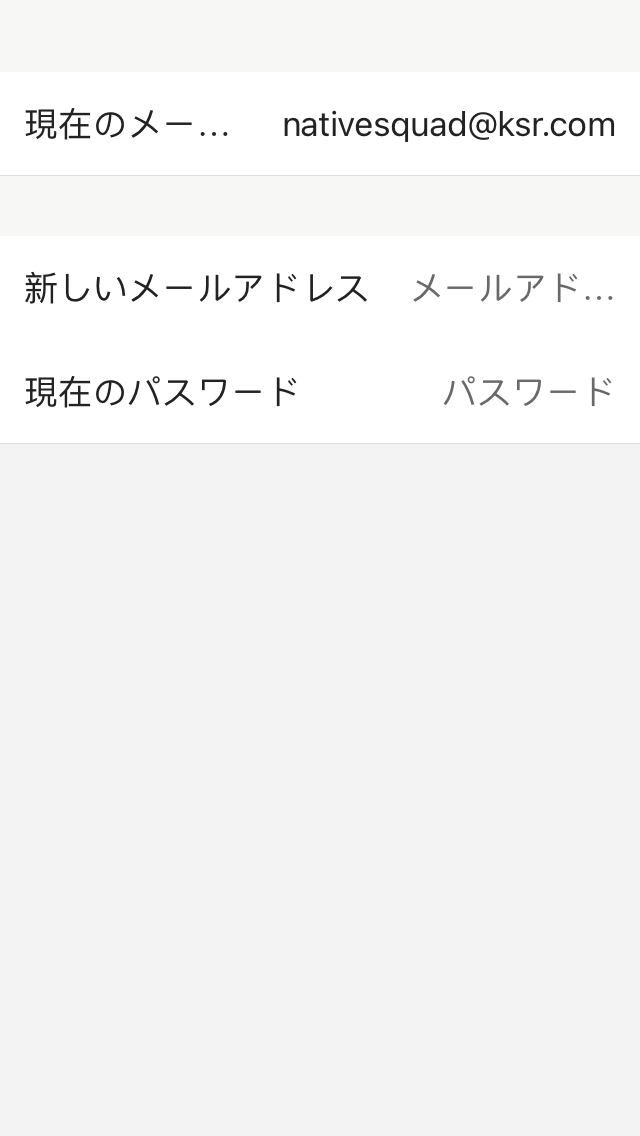 現在のメー… nativesquad@ksr.com
新しいメールアドレス メールアド…
現在のパスワード パスワード